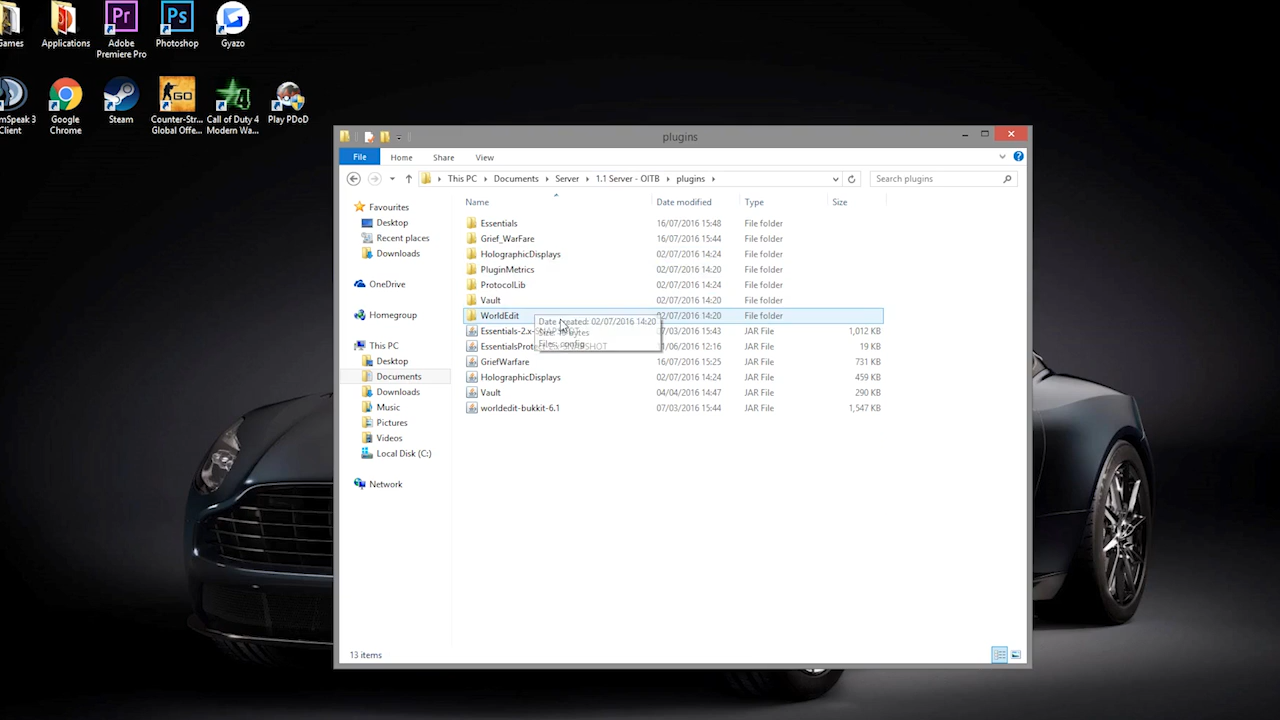 Games Applications Adobe Premiere Pro Photoshop Gyazo
mSpeak 3 Client Google Chrome Steam Counter-Str... Global Offe... Call of Duty 4 Modern Wa... Play PDoD
plugins
File Home Share View
This PC Documents Server 1.1 Server - OITB plugins Search plugins
Name Date modified Type Size
Favourites
Desktop
Recent places
Downloads
OneDrive
Homegroup
This PC
Desktop
Documents
Downloads
Music
Pictures
Videos
Local Disk (C:)
Network
Essentials 16/07/2016 15:48 File folder
Grief_WarFare 16/07/2016 15:44 File folder
HolographicDisplays 02/07/2016 14:24 File folder
PluginMetrics 02/07/2016 14:20 File folder
ProtocolLib 02/07/2016 14:24 File folder
Vault 02/07/2016 14:20 File folder
WorldEdit 02/07/2016 14:20 File folder
Date created: 02/07/2016 14:20
Files: config
Essentials-2.x- 03/2016 15:43 JAR File 1,012 KB
EssentialsProte SHOT 06/2016 12:16 JAR File 19 KB
GriefWarfare 16/07/2016 15:25 JAR File 731 KB
HolographicDisplays 02/07/2016 14:24 JAR File 459 KB
Vault 04/04/2016 14:47 JAR File 290 KB
worldedit-bukkit-6.1 07/03/2016 15:44 JAR File 1,547 KB
13 items